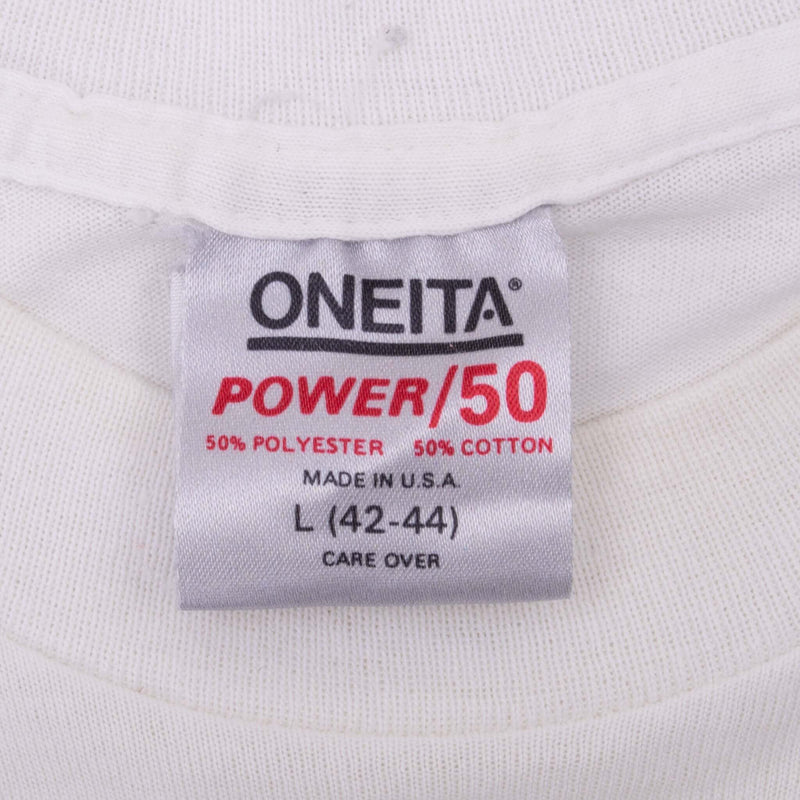 ONEITA®
POWER/50
50% POLYESTER 50% COTTON
MADE IN U.S.A.
L (42-44)
CARE OVER